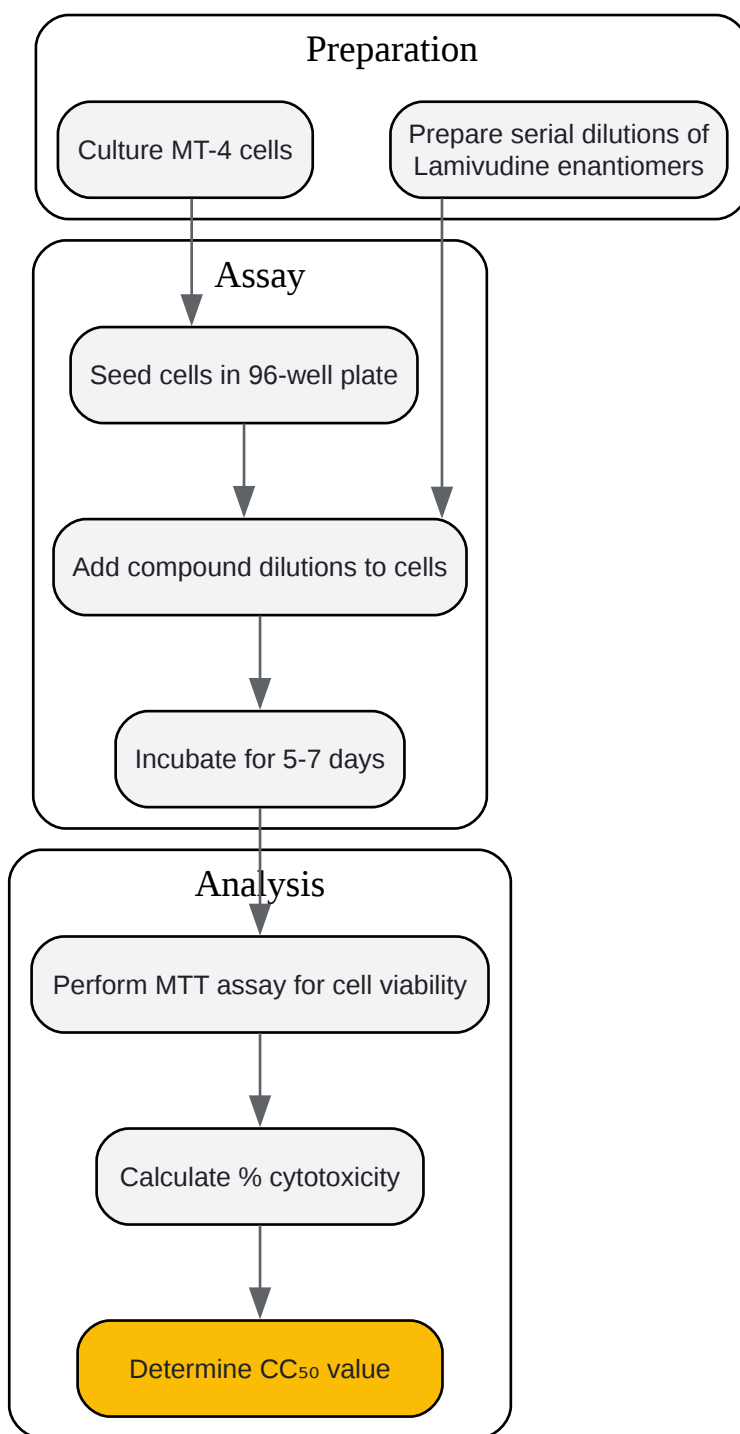 Preparation
Culture MT-4 cells
Prepare serial dilutions of
Lamivudine enantiomers
Assay
Seed cells in 96-well plate
Add compound dilutions to cells
Incubate for 5-7 days
Analysis
Perform MTT assay for cell viability
Calculate % cytotoxicity
Determine CC₅₀ value